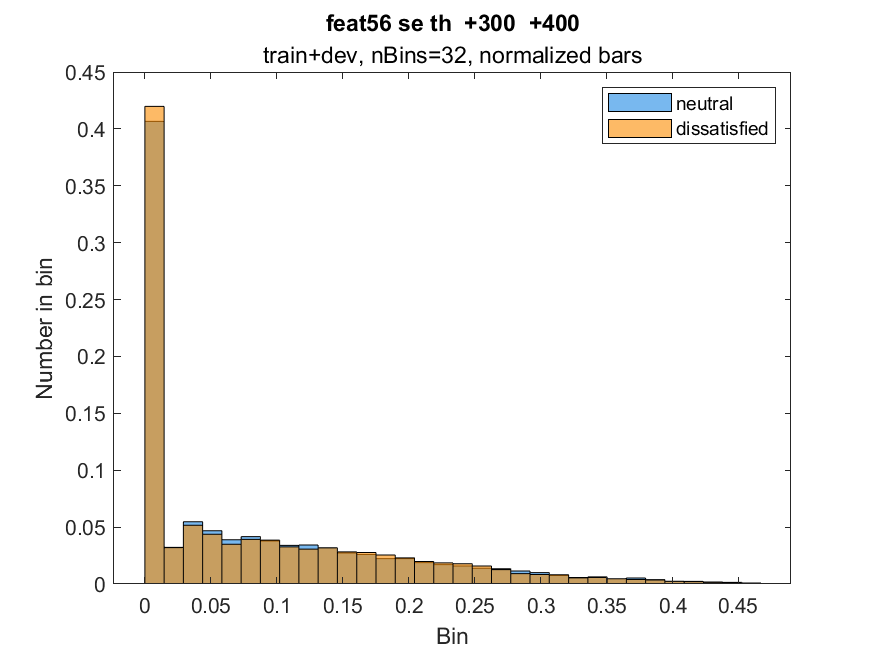 feat56 se th  +300  +400
train+dev, nBins=32, normalized bars
0.45
0.4
0.35
0.3
0.25
0.2
0.15
0.1
0.05
0
Number in bin
neutral
dissatisfied
0 0.05 0.1 0.15 0.2 0.25 0.3 0.35 0.4 0.45
Bin